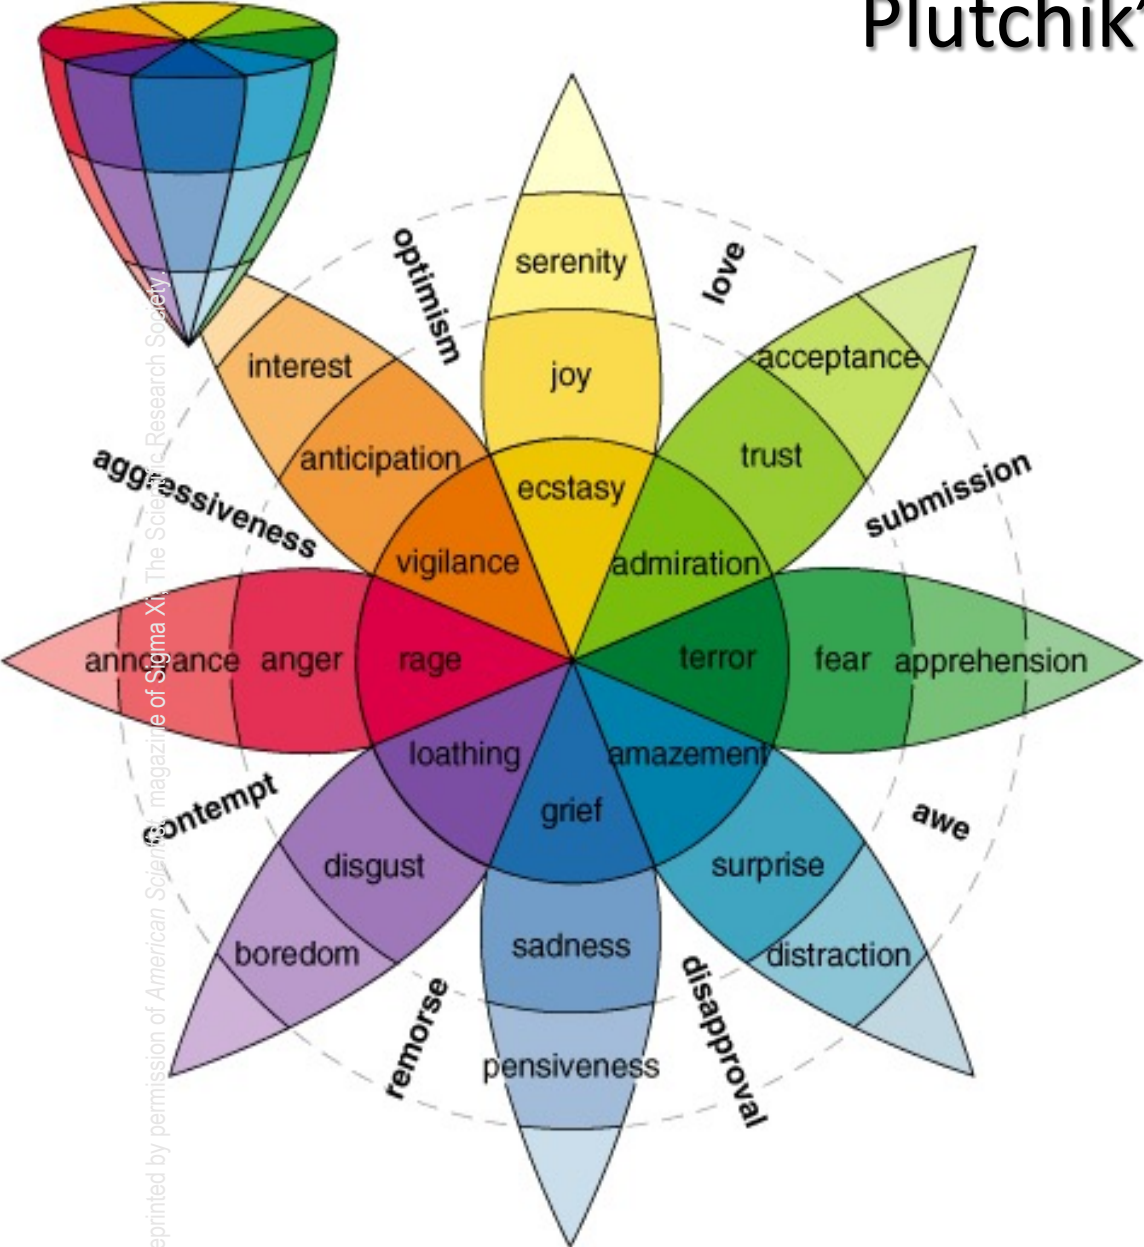 Plutchik’
optimism
serenity
love
interest
joy
acceptance
aggressiveness
anticipation
trust
submission
ecstasy
vigilance
admiration
annoyance
anger
rage
terror
fear
apprehension
loathing
amazement
grief
contempt
awe
disgust
surprise
boredom
sadness
distraction
remorse
pensiveness
disapproval
eprinted by permission of American Scientist, magazine of Sigma Xi, The Scientific Research Society.